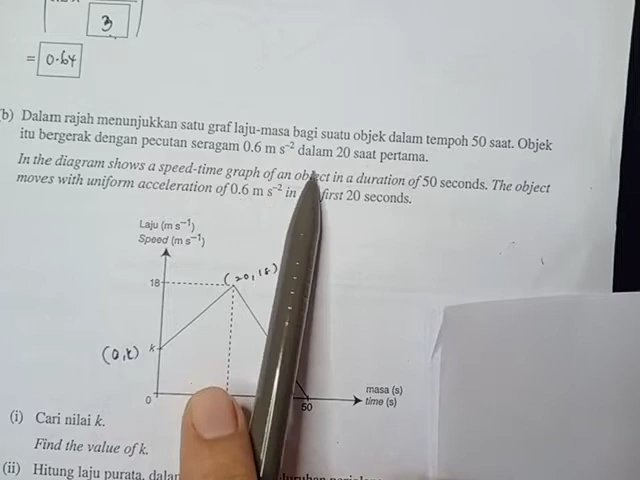 3
= 0.64
b) Dalam rajah menunjukkan satu graf laju-masa bagi suatu objek dalam tempoh 50 saat. Objek
itu bergerak dengan pecutan seragam 0.6 m s⁻² dalam 20 saat pertama.
In the diagram shows a speed-time graph of an object in a duration of 50 seconds. The object
moves with uniform acceleration of 0.6 m s⁻² in first 20 seconds.
Laju (m s⁻¹)
Speed (m s⁻¹)
(20, 18)
18
(0,k)
k
0
50
masa (s)
time (s)
(i) Cari nilai k.
Find the value of k.
(ii) Hitung laju purata, dalam